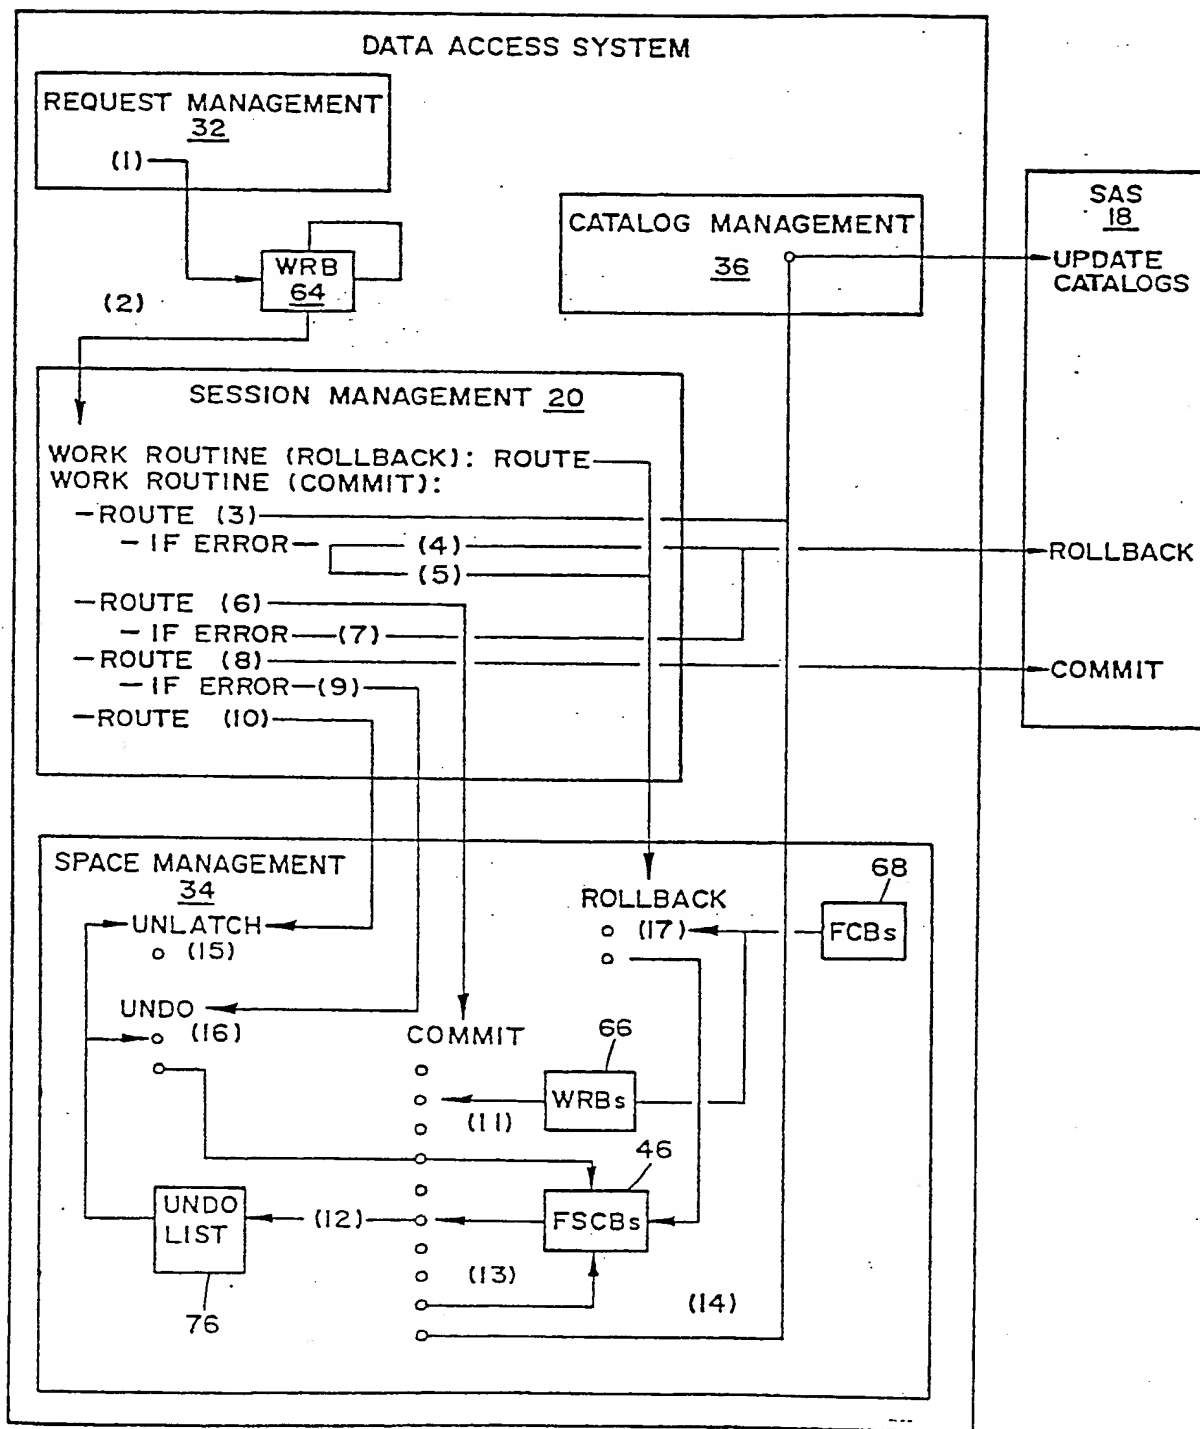 DATA ACCESS SYSTEM
REQUEST MANAGEMENT
32
(1)
WRB
64
(2)
CATALOG MANAGEMENT
36
SAS
18
UPDATE
CATALOGS
ROLLBACK
COMMIT
SESSION MANAGEMENT 20
WORK ROUTINE (ROLLBACK): ROUTE
WORK ROUTINE (COMMIT):
-ROUTE (3)
- IF ERROR- (4)
(5)
-ROUTE (6)
- IF ERROR-(7)
-ROUTE (8)
- IF ERROR-(9)
-ROUTE (10)
SPACE MANAGEMENT
34
UNLATCH
(15)
UNDO
(16)
COMMIT
ROLLBACK
(17)
68
FCBs
66
WRBs
(11)
46
FSCBs
UNDO
LIST
(12)
76
(13)
(14)